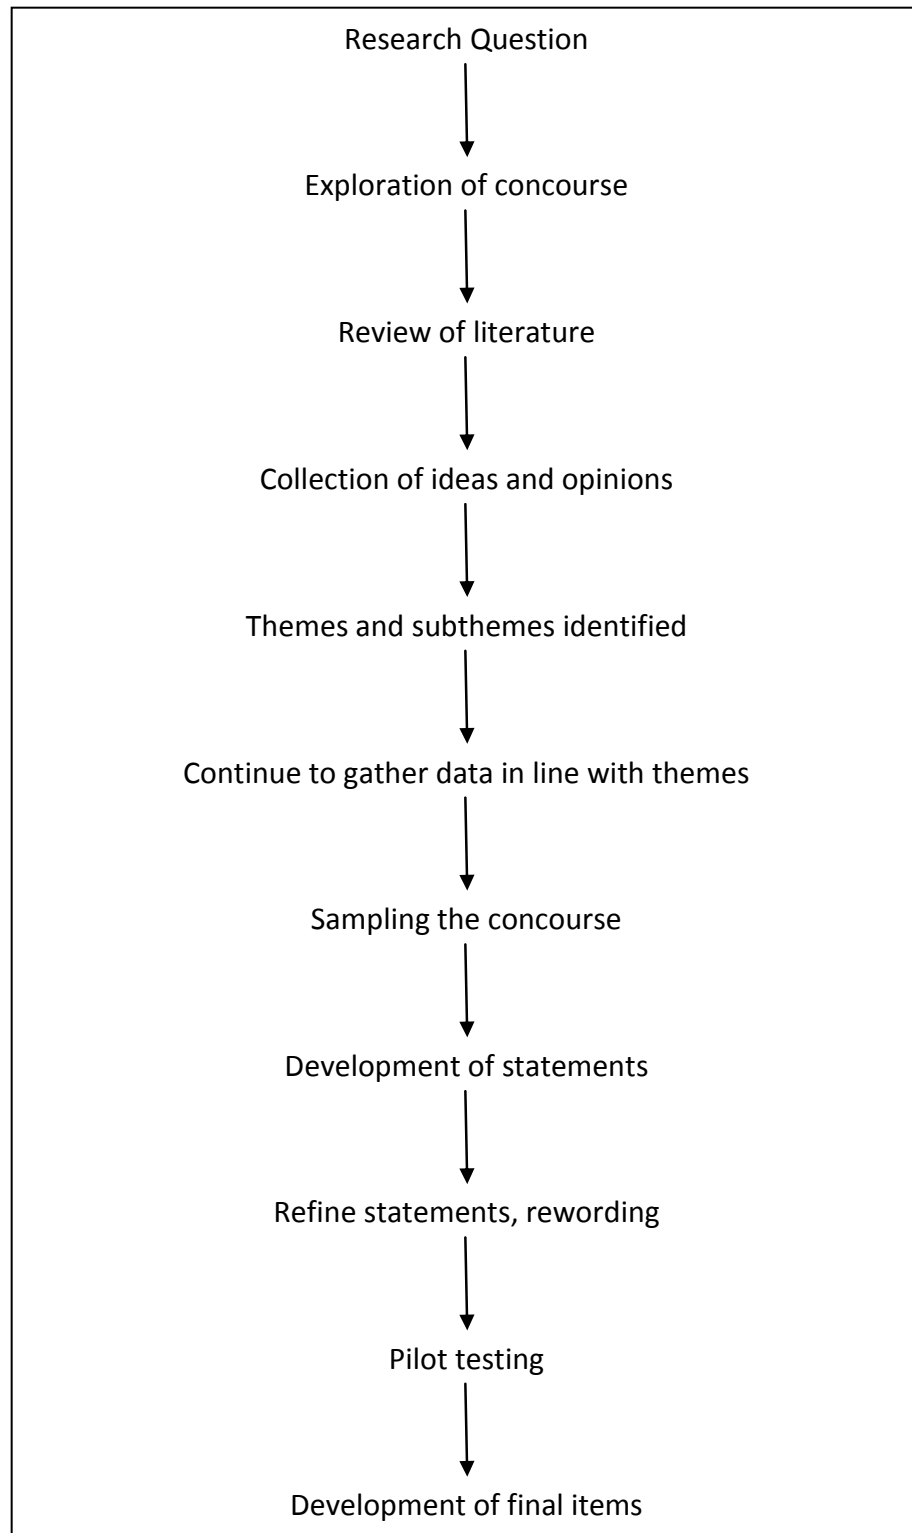 Research Question
Exploration of concourse
Review of literature
Collection of ideas and opinions
Themes and subthemes identified
Continue to gather data in line with themes
Sampling the concourse
Development of statements
Refine statements, rewording
Pilot testing
Development of final items